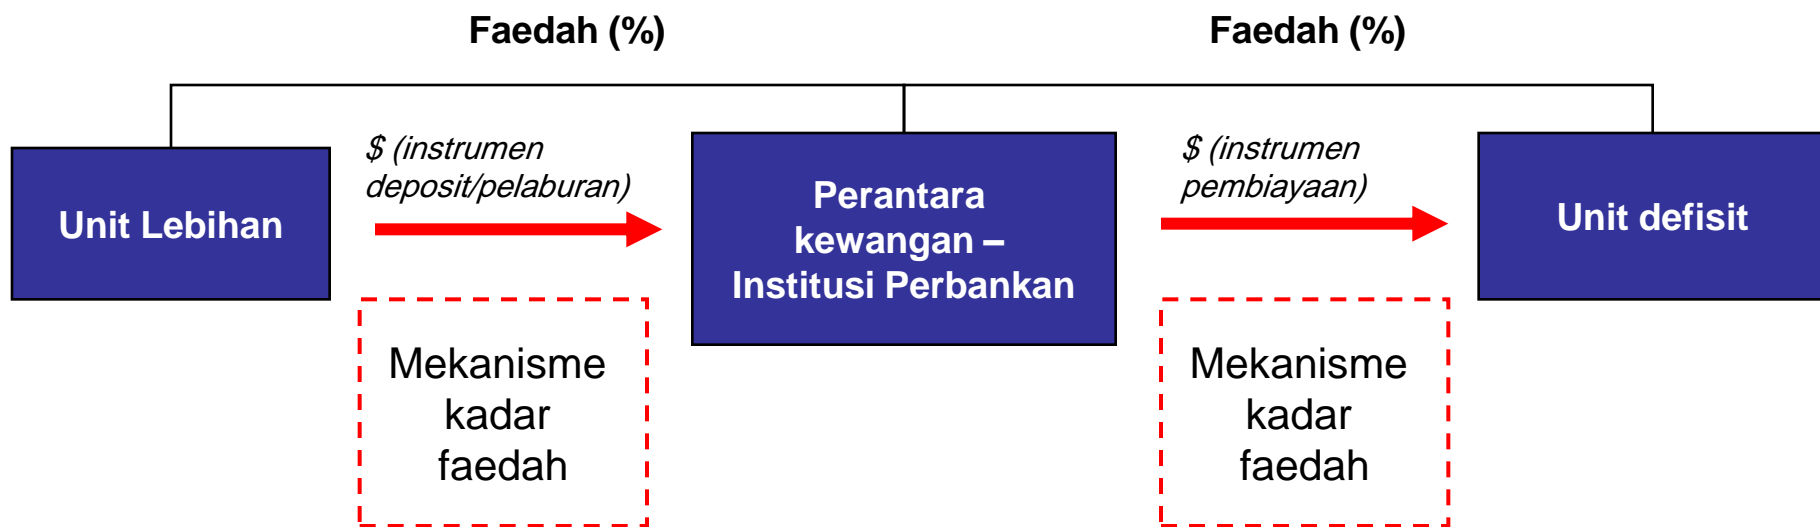 Faedah (%)
Faedah (%)
Unit Lebihan
$ (instrumen
deposit/pelaburan)
Perantara
kewangan –
Institusi Perbankan
$ (instrumen
pembiayaan)
Unit defisit
Mekanisme
kadar
faedah
Mekanisme
kadar
faedah